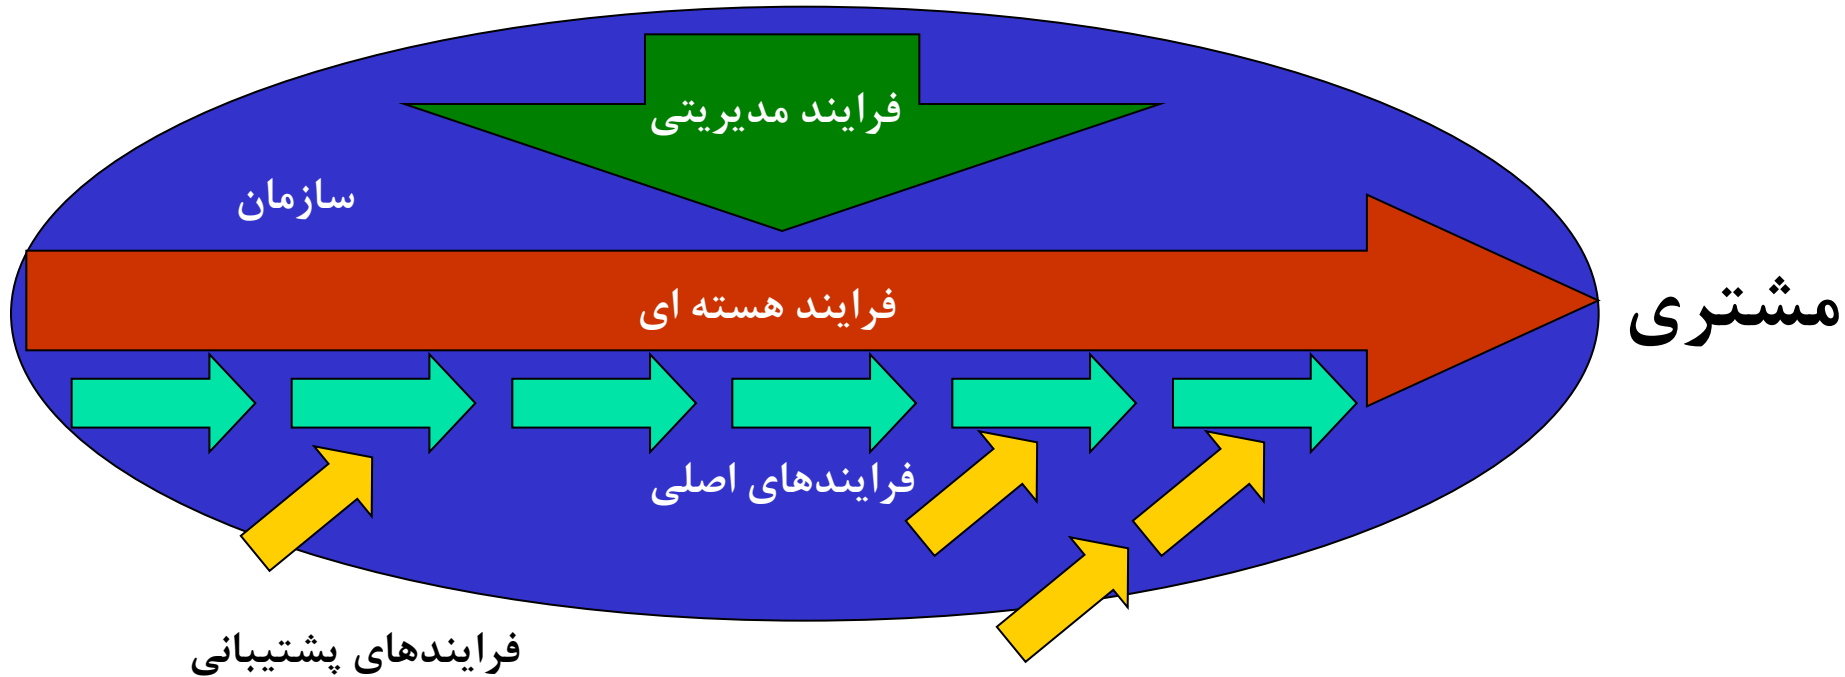 فرایند مدیریتی
سازمان
فرایند هسته ای
مشتری
فرایندهای اصلی
فرایندهای پشتیبانی